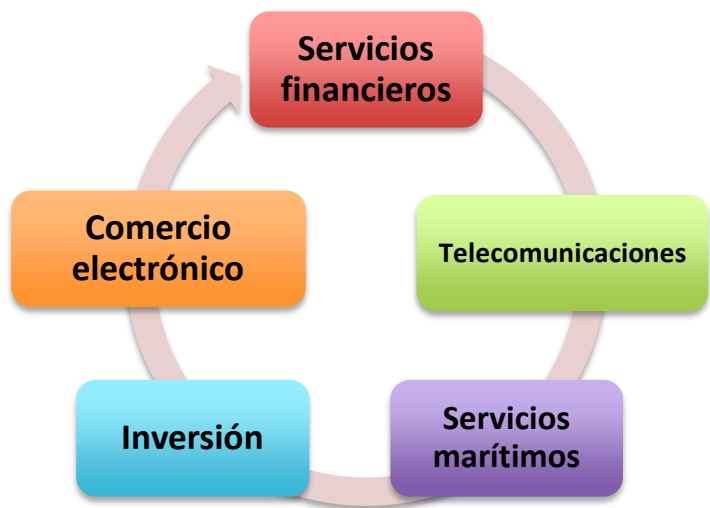 Servicios
financieros
Telecomunicaciones
Servicios
marítimos
Inversión
Comercio
electrónico